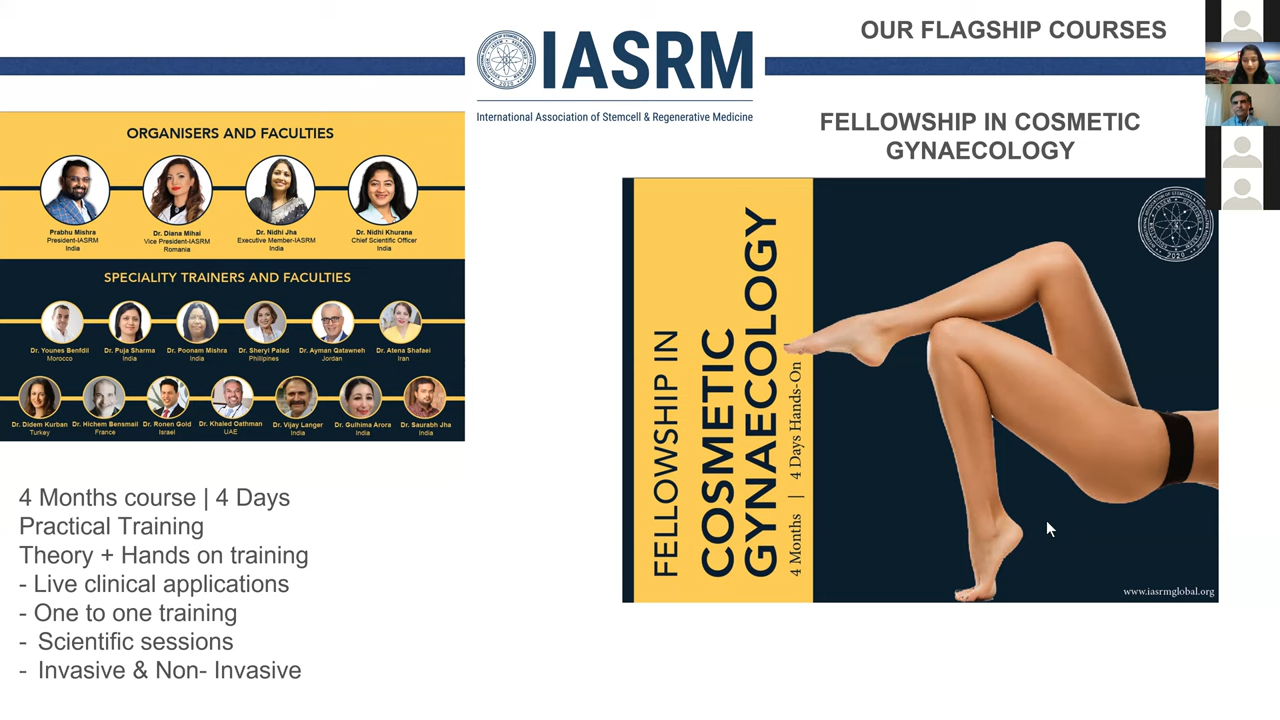 IASRM
International Association of Stemcell & Regenerative Medicine
OUR FLAGSHIP COURSES
FELLOWSHIP IN COSMETIC
GYNAECOLOGY
ORGANISERS AND FACULTIES
Prabhu Mishra
President-IASRM
India
Dr. Diana Mihai
Vice President-IASRM
Romania
Dr. Nidhi Jha
Executive Member-IASRM
India
Dr. Nidhi Khurana
Chief Scientific Officer
India
SPECIALITY TRAINERS AND FACULTIES
Dr. Younes Benfdil
Morocco
Dr. Puja Sharma
India
Dr. Poonam Mishra
India
Dr. Sheryl Palad
Philipines
Dr. Ayman Qatawneh
Jordan
Dr. Atena Shafaei
Iran
Dr. Didem Kurban
Turkey
Dr. Hichem Bensmail
France
Dr. Ronen Gold
Israel
Dr. Khaled Oathman
UAE
Dr. Vijay Langer
India
Dr. Gulhima Arora
India
Dr. Saurabh Jha
India
4 Months course | 4 Days
Practical Training
Theory + Hands on training
- Live clinical applications
- One to one training
- Scientific sessions
- Invasive & Non- Invasive
FELLOWSHIP IN
COSMETIC
GYNAECOLOGY
4 Months | 4 Days Hands-On
2020
www.iasrmglobal.org